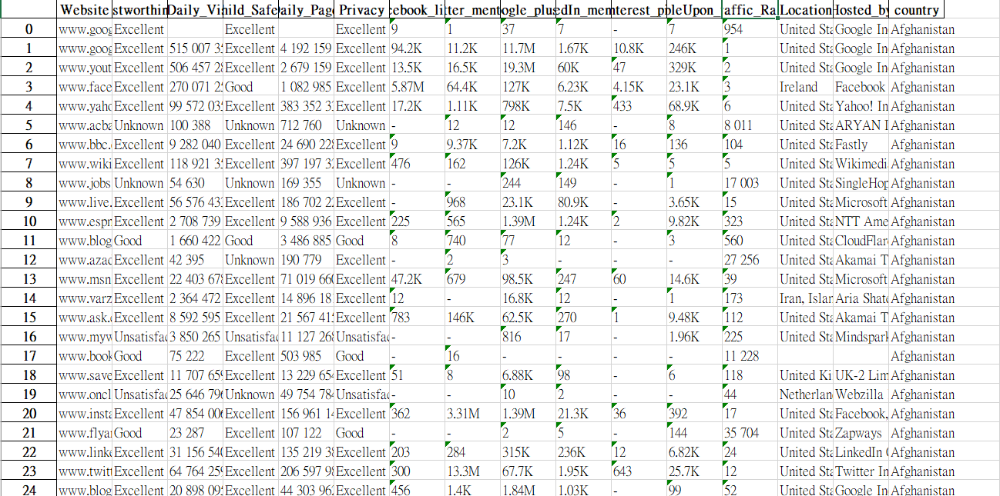 Website stworthin Daily_Vi ild_Safe aily_Pag Privacy cebook_li tter_ment ogle_plus edIn_mem nterest_pi bleUpon_ affic_Ra Location Hosted_by country
0 www.goog Excellent Excellent Excellent 9 1 37 7 - 7 954 United Sta Google In Afghanistan
1 www.goog Excellent 515 007 3 Excellent 4 192 159 Excellent 94.2K 11.2K 11.7M 1.67K 10.8K 246K 1 United Sta Google In Afghanistan
2 www.yout Excellent 506 457 2 Excellent 2 679 159 Excellent 13.5K 16.5K 19.3M 60K 47 329K 2 United Sta Google In Afghanistan
3 www.face Excellent 270 071 2 Good 1 082 985 Excellent 5.87M 64.4K 127K 6.23K 4.15K 23.1K 3 Ireland Facebook Afghanistan
4 www.yaho Excellent 99 572 03 Excellent 383 352 3 Excellent 17.2K 1.11K 798K 7.5K 433 68.9K 6 United Sta Yahoo! In Afghanistan
5 www.acba Unknown 100 388 Unknown 712 760 Unknown - 12 12 146 - 8 8 011 United Sta ARYAN I Afghanistan
6 www.bbc. Excellent 9 282 040 Excellent 24 690 22 Excellent 9 9.37K 7.2K 1.12K 16 136 104 United Sta Fastly Afghanistan
7 www.wiki Excellent 118 921 3 Excellent 397 197 3 Excellent 476 162 126K 1.24K 5 5 5 United Sta Wikimedi Afghanistan
8 www.jobs Unknown 54 630 Unknown 169 355 Unknown - - 244 149 - 1 17 003 United Sta SingleHop Afghanistan
9 www.live. Excellent 56 576 43 Excellent 186 702 2 Excellent - 968 23.1K 80.9K - 3.65K 15 United Sta Microsoft Afghanistan
10 www.espn Excellent 2 708 739 Excellent 9 588 936 Excellent 225 565 1.39M 1.24K 2 9.82K 323 United Sta NTT Ame Afghanistan
11 www.blog Good 1 660 422 Good 3 486 885 Good 8 740 77 12 - 3 560 United Sta CloudFlar Afghanistan
12 www.azad Excellent 42 395 Unknown 190 779 Excellent - 2 3 - - - 27 256 United Sta Akamai T Afghanistan
13 www.msn Excellent 22 403 67 Excellent 71 019 66 Excellent 47.2K 679 98.5K 247 60 14.6K 39 United Sta Microsoft Afghanistan
14 www.varz Excellent 2 364 472 Excellent 14 896 18 Excellent 12 - 16.8K 12 - 1 173 Iran, Islam Aria Shate Afghanistan
15 www.ask. Excellent 8 592 595 Excellent 21 567 41 Excellent 783 146K 62.5K 270 1 9.48K 112 United Sta Akamai T Afghanistan
16 www.myw Unsatisfac 3 850 265 Unsatisfac 11 127 26 Unsatisfac - - 816 17 - 1.96K 225 United Sta Mindspark Afghanistan
17 www.book Good 75 222 Excellent 503 985 Good - 16 - - - - 11 228 Afghanistan
18 www.save Excellent 11 707 65 Excellent 13 229 65 Excellent 51 8 6.88K 98 - 6 118 United Ki UK-2 Lim Afghanistan
19 www.oncl Unsatisfac 25 646 79 Unknown 49 754 78 Unsatisfac - - 10 2 - - 44 Netherlan Webzilla Afghanistan
20 www.insta Excellent 47 854 00 Excellent 156 961 1 Excellent 362 3.31M 1.39M 21.3K 36 392 17 United Sta Facebook, Afghanistan
21 www.flya Good 23 287 Excellent 107 122 Good - - 2 5 - 144 35 704 United Sta Zapways Afghanistan
22 www.linke Excellent 31 156 54 Excellent 135 219 3 Excellent 203 284 315K 236K 12 6.82K 24 United Sta LinkedIn Afghanistan
23 www.twitt Excellent 64 764 25 Excellent 206 597 9 Excellent 300 13.3M 67.7K 1.95K 643 25.7K 12 United Sta Twitter In Afghanistan
24 www.blog Excellent 20 898 09 Excellent 44 303 96 Excellent 456 1.4K 1.84M 1.03K - 99 52 United Sta Google In Afghanistan